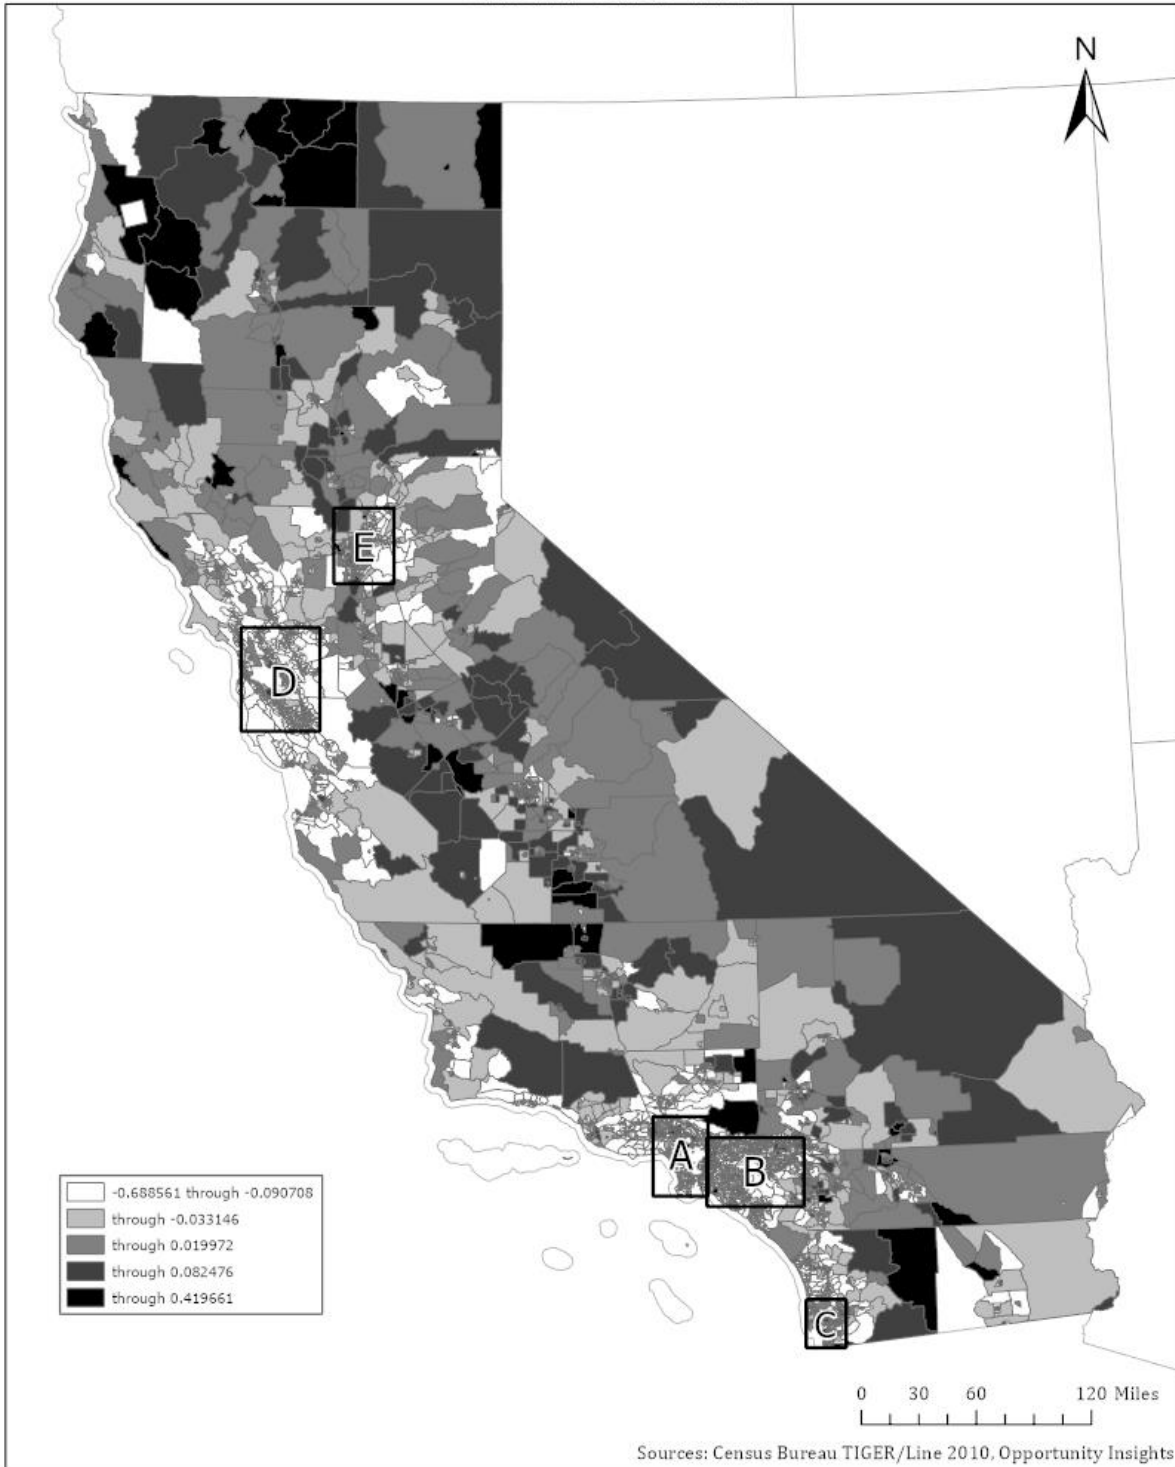 N
E
D
A
B
C
-0.688561 through -0.090708
through -0.033146
through 0.019972
through 0.082476
through 0.419661
0 30 60 120 Miles
Sources: Census Bureau TIGER/Line 2010, Opportunity Insights